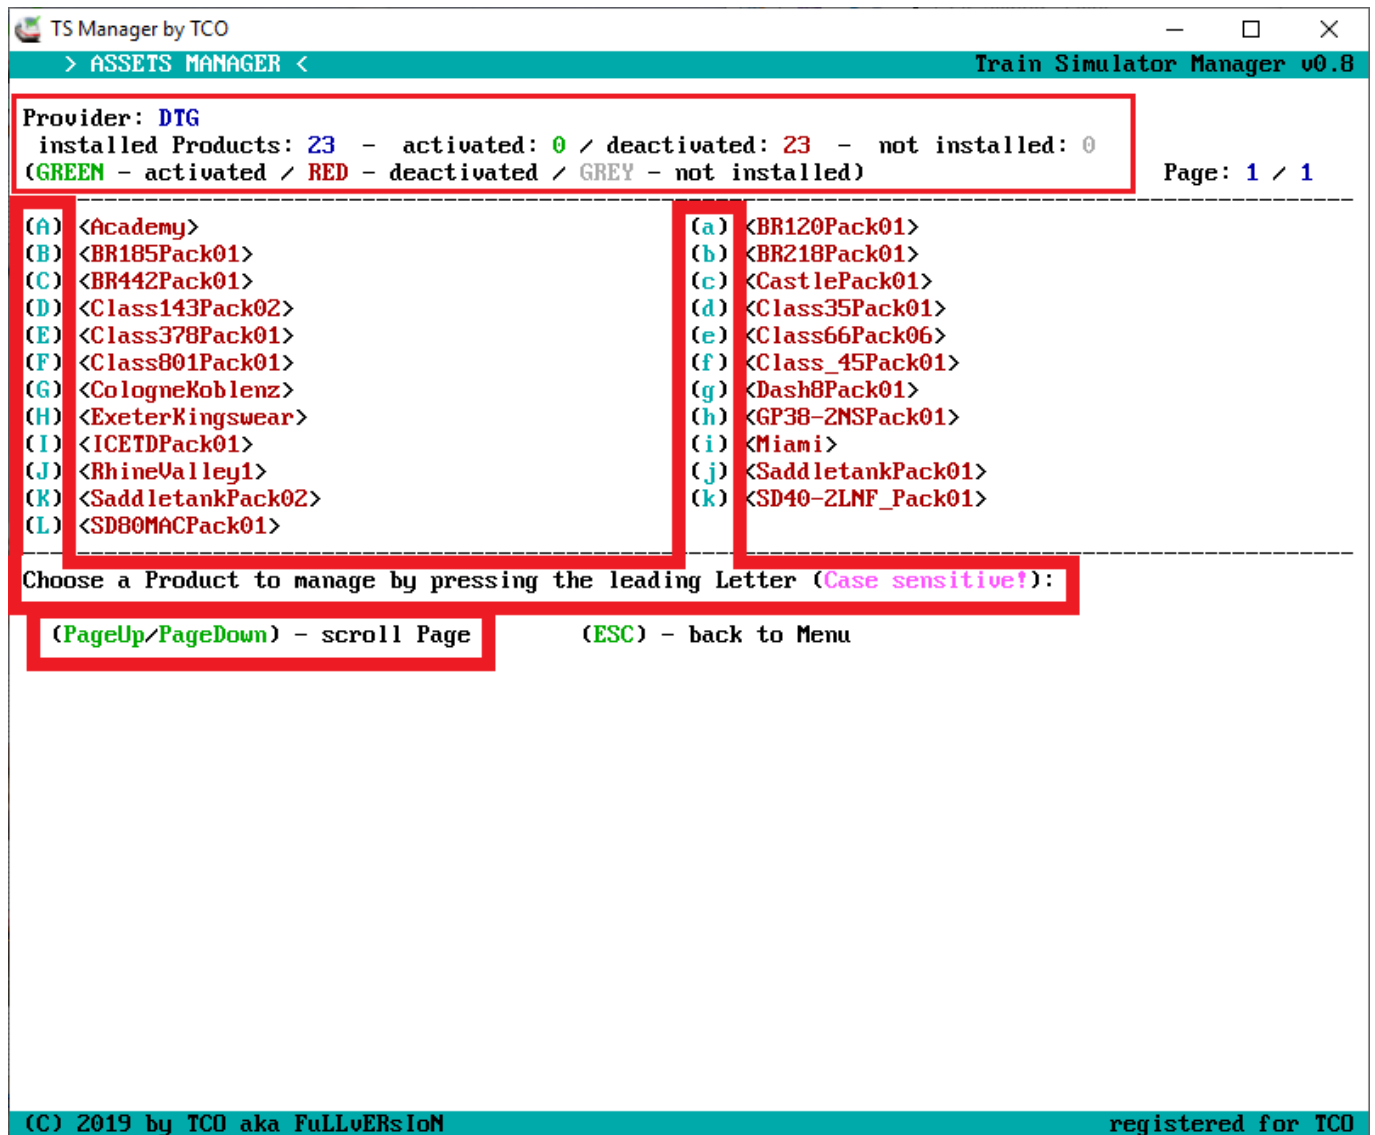 TS Manager by TCO
> ASSETS MANAGER < Train Simulator Manager v0.8
Provider: DTG
installed Products: 23 - activated: 0 / deactivated: 23 - not installed: 0
(GREEN - activated / RED - deactivated / GREY - not installed) Page: 1 / 1
(A) <Academy> (a) <BR120Pack01>
(B) <BR185Pack01> (b) <BR218Pack01>
(C) <BR442Pack01> (c) <CastlePack01>
(D) <Class143Pack02> (d) <Class35Pack01>
(E) <Class378Pack01> (e) <Class66Pack06>
(F) <Class801Pack01> (f) <Class_45Pack01>
(G) <CologneKoblenz> (g) <Dash8Pack01>
(H) <ExeterKingswear> (h) <GP38-2NSPack01>
(I) <ICETDPack01> (i) <Miami>
(J) <RhineValley1> (j) <SaddletankPack01>
(K) <SaddletankPack02> (k) <SD40-2LNF_Pack01>
(L) <SD80MACPack01>
Choose a Product to manage by pressing the leading Letter (Case sensitive!):
(PageUp/PageDown) - scroll Page (ESC) - back to Menu
(C) 2019 by TCO aka FuLLvERsIoN registered for TCO